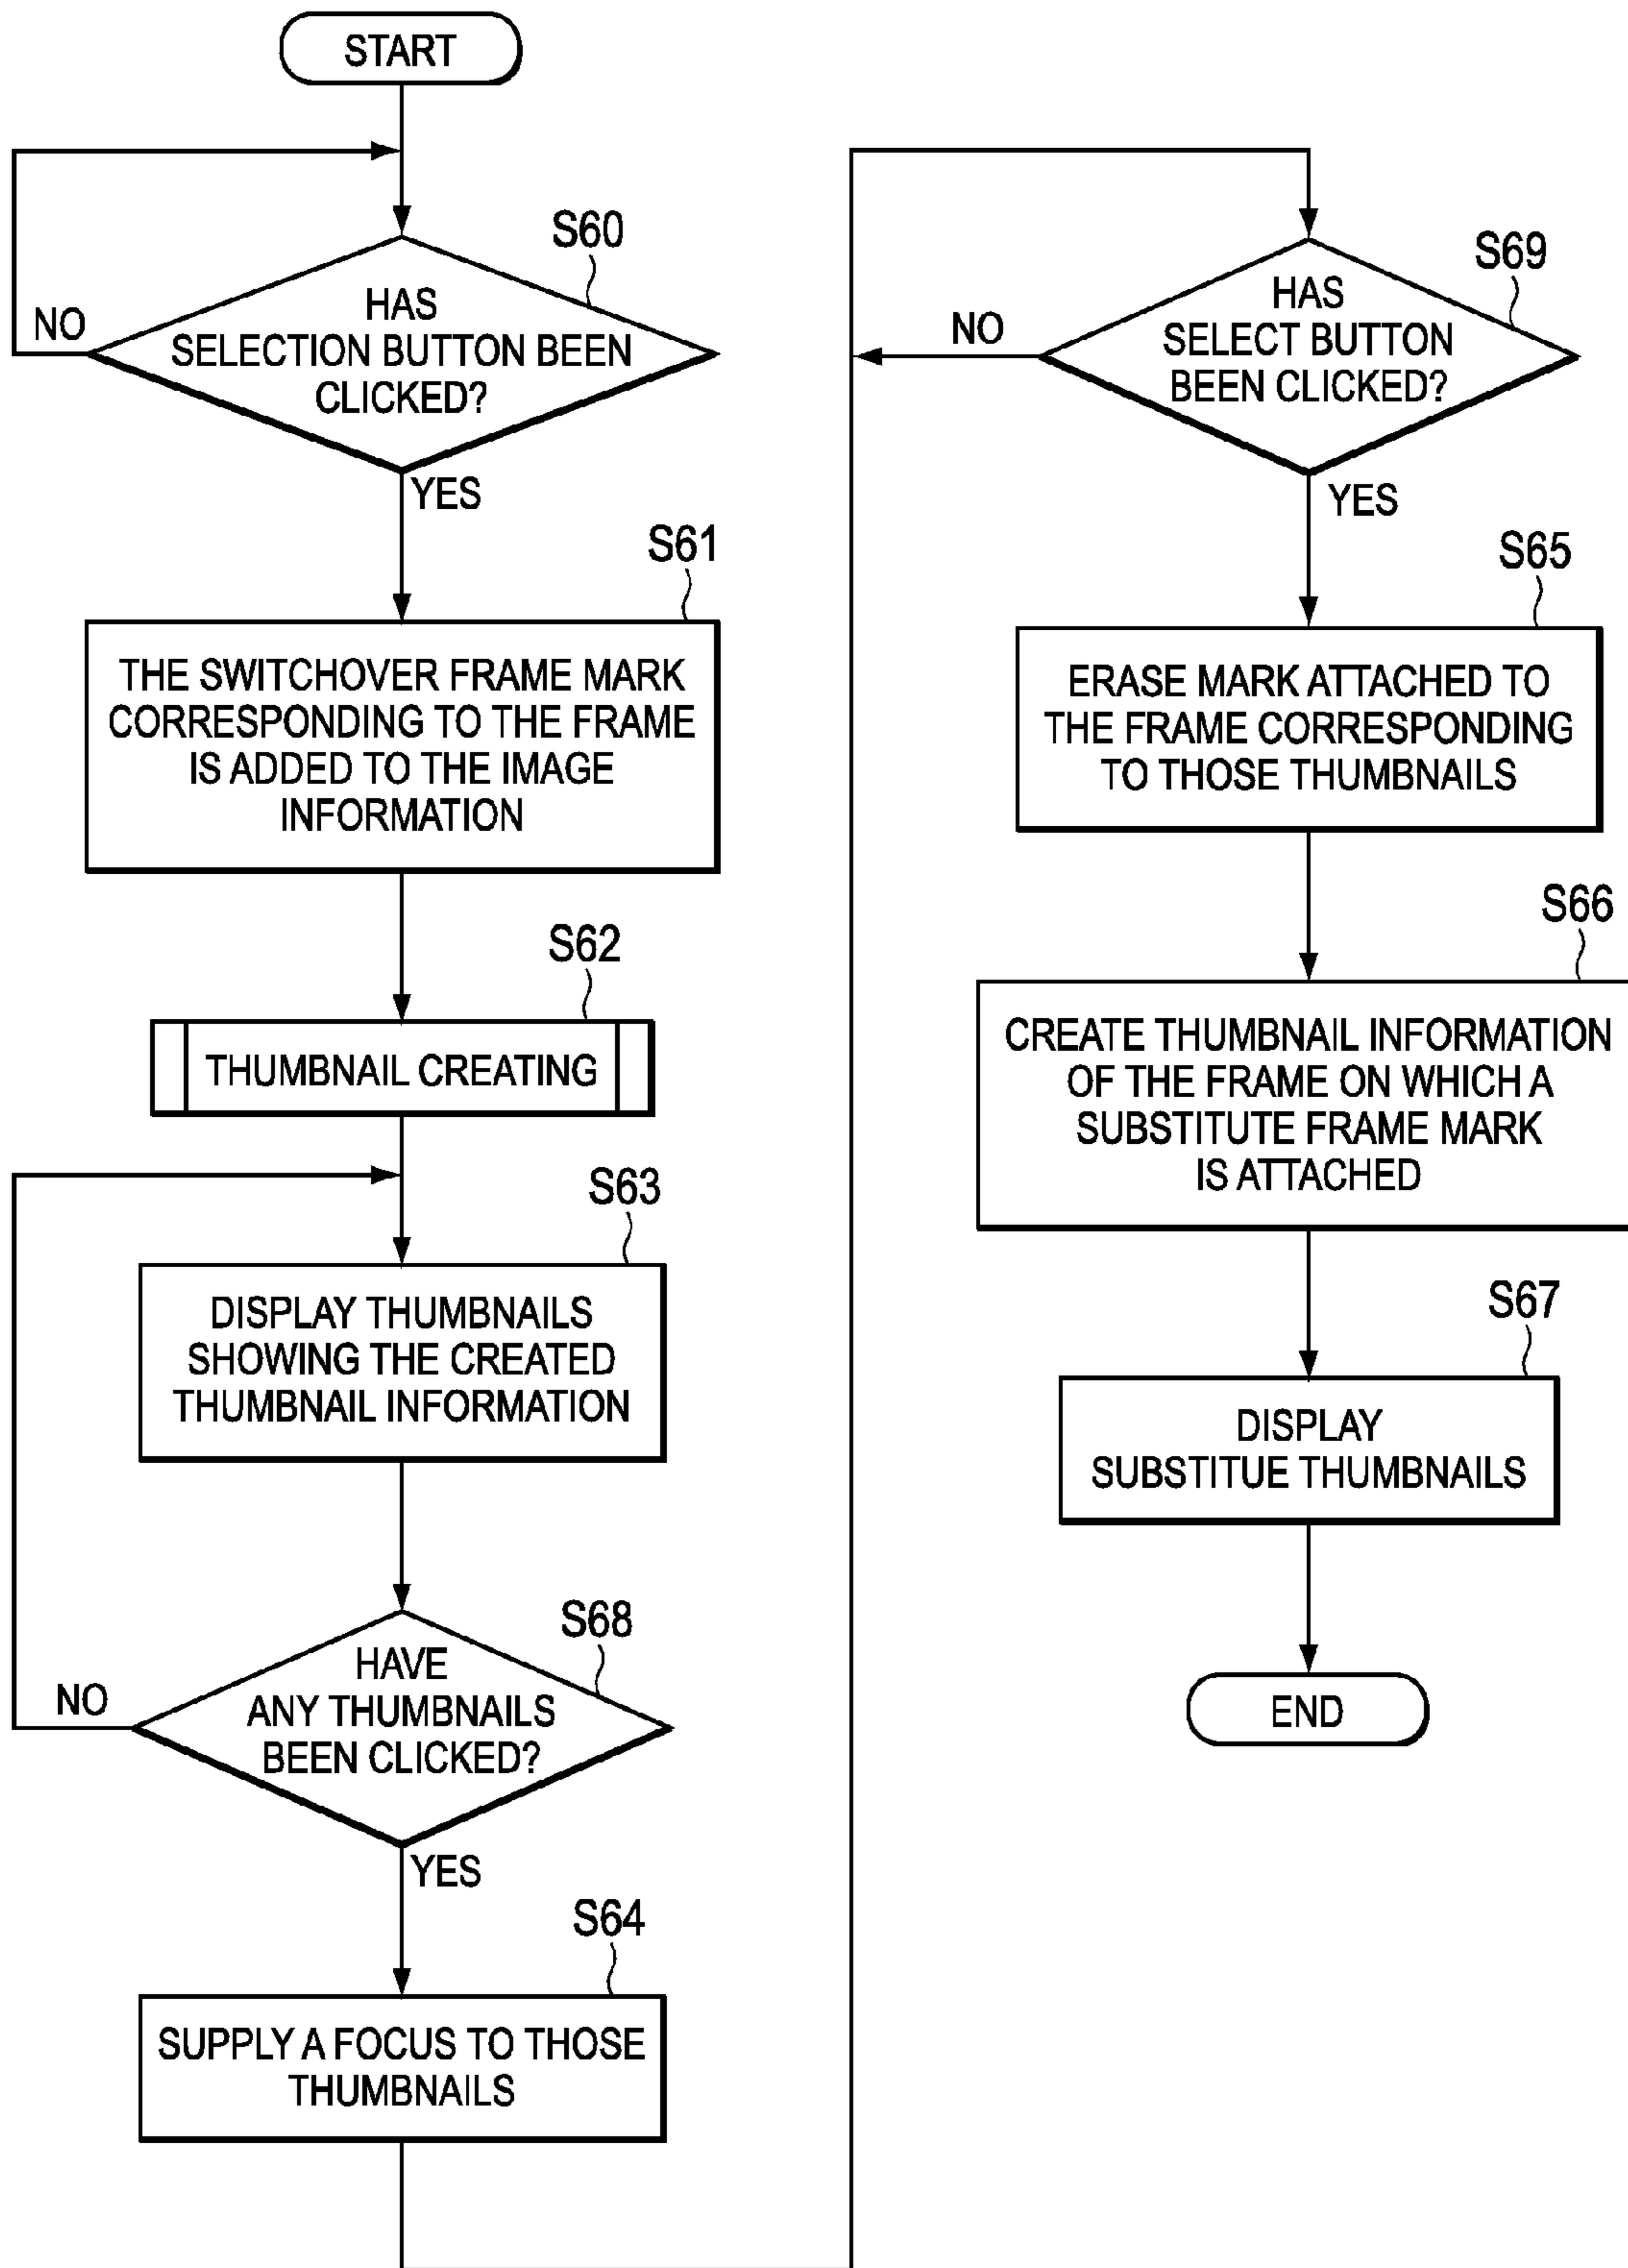 START
S60
HAS
SELECTION BUTTON BEEN
CLICKED?
NO
YES
S61
THE SWITCHOVER FRAME MARK
CORRESPONDING TO THE FRAME
IS ADDED TO THE IMAGE
INFORMATION
S62
THUMBNAIL CREATING
S63
DISPLAY THUMBNAILS
SHOWING THE CREATED
THUMBNAIL INFORMATION
S68
HAVE
ANY THUMBNAILS
BEEN CLICKED?
NO
YES
S64
SUPPLY A FOCUS TO THOSE
THUMBNAILS
S69
HAS
SELECT BUTTON
BEEN CLICKED?
NO
YES
S65
ERASE MARK ATTACHED TO
THE FRAME CORRESPONDING
TO THOSE THUMBNAILS
S66
CREATE THUMBNAIL INFORMATION
OF THE FRAME ON WHICH A
SUBSTITUTE FRAME MARK
IS ATTACHED
S67
DISPLAY
SUBSTITUE THUMBNAILS
END